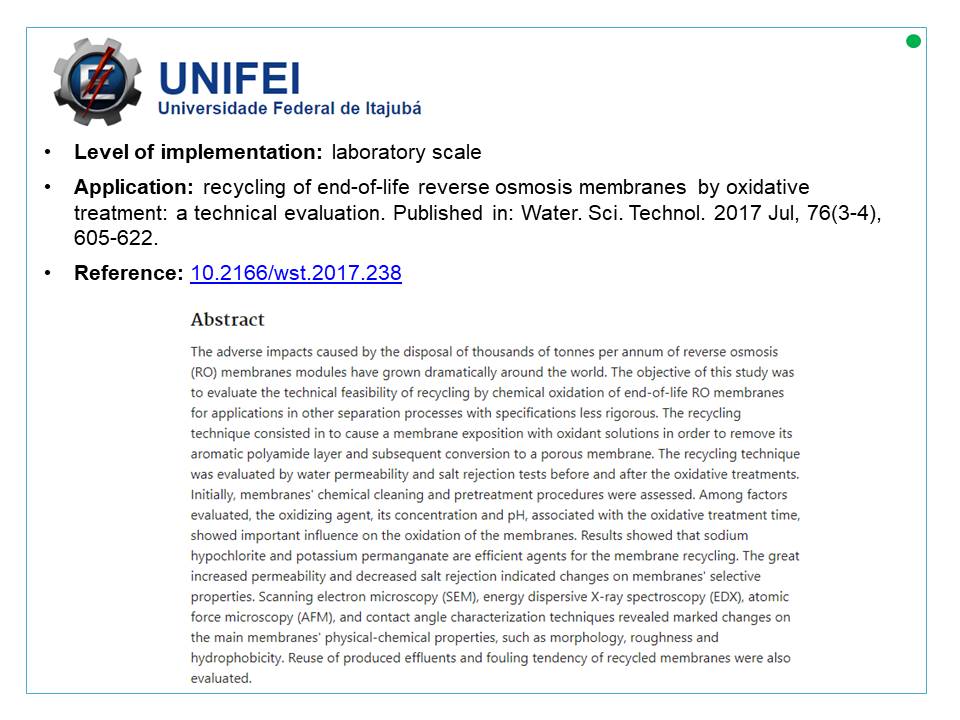 UNIFEI
Universidade Federal de Itajubá
• Level of implementation: laboratory scale
• Application: recycling of end-of-life reverse osmosis membranes by oxidative
treatment: a technical evaluation. Published in: Water. Sci. Technol. 2017 Jul, 76(3-4),
605-622.
• Reference: 10.2166/wst.2017.238
Abstract
The adverse impacts caused by the disposal of thousands of tonnes per annum of reverse osmosis
(RO) membranes modules have grown dramatically around the world. The objective of this study was
to evaluate the technical feasibility of recycling by chemical oxidation of end-of-life RO membranes
for applications in other separation processes with specifications less rigorous. The recycling
technique consisted in to cause a membrane exposition with oxidant solutions in order to remove its
aromatic polyamide layer and subsequent conversion to a porous membrane. The recycling technique
was evaluated by water permeability and salt rejection tests before and after the oxidative treatments.
Initially, membranes' chemical cleaning and pretreatment procedures were assessed. Among factors
evaluated, the oxidizing agent, its concentration and pH, associated with the oxidative treatment time,
showed important influence on the oxidation of the membranes. Results showed that sodium
hypochlorite and potassium permanganate are efficient agents for the membrane recycling. The great
increased permeability and decreased salt rejection indicated changes on membranes' selective
properties. Scanning electron microscopy (SEM), energy dispersive X-ray spectroscopy (EDX), atomic
force microscopy (AFM), and contact angle characterization techniques revealed marked changes on
the main membranes' physical-chemical properties, such as morphology, roughness and
hydrophobicity. Reuse of produced effluents and fouling tendency of recycled membranes were also
evaluated.